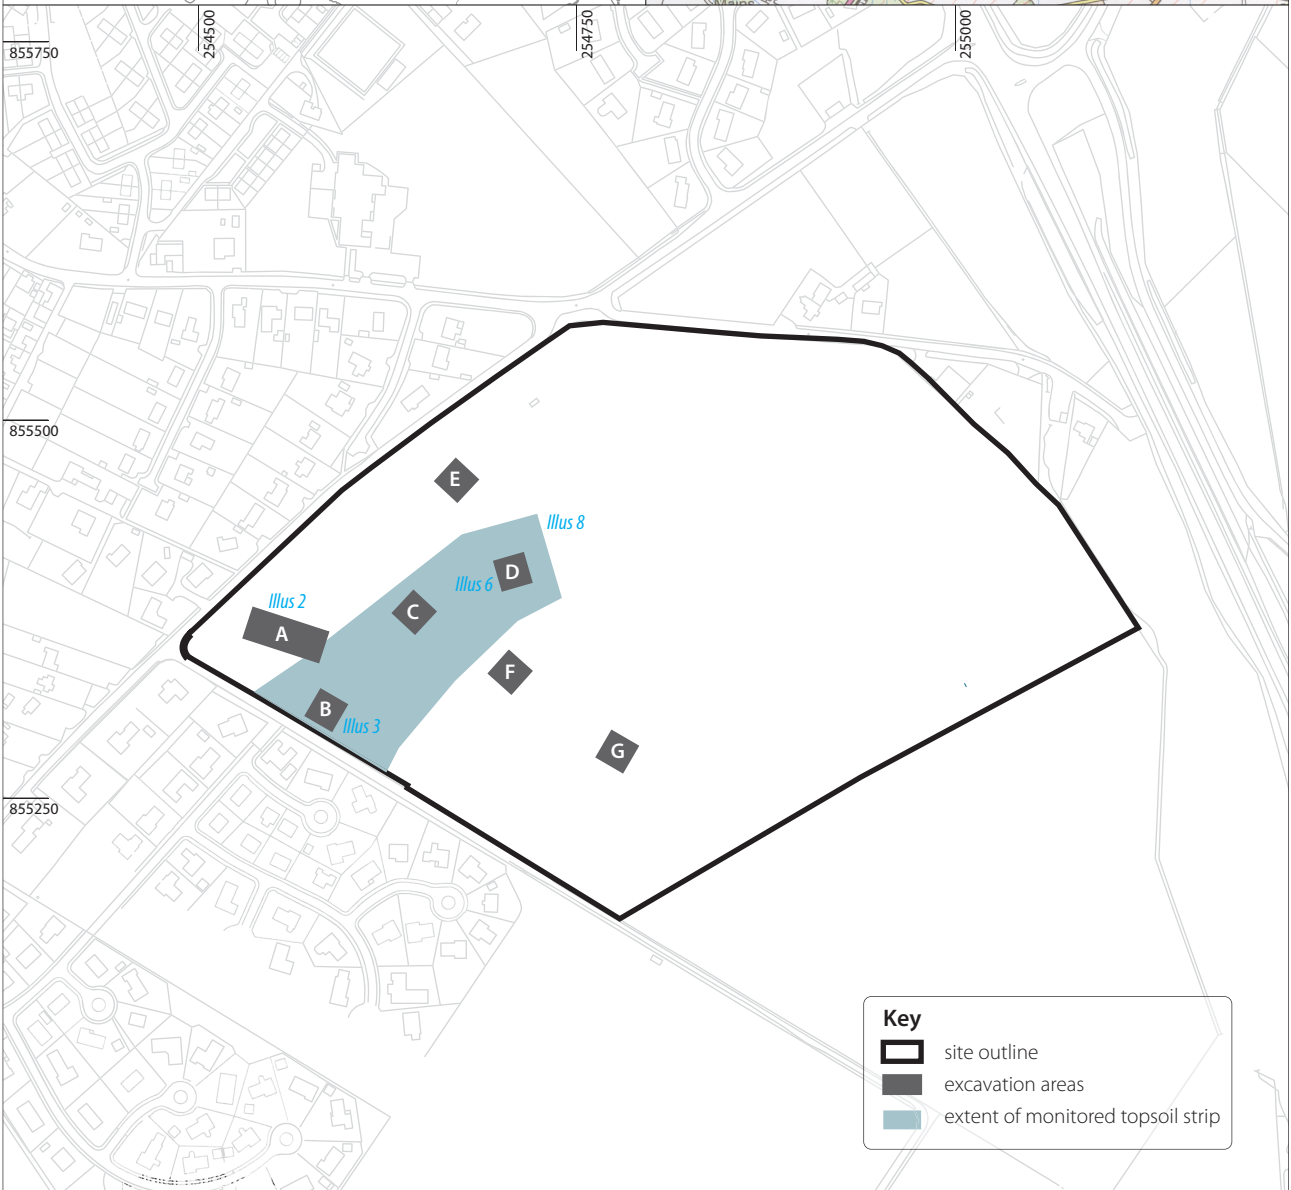 Mains
254500
254750
255000
855750
855500
E
Illus 8
D
Illus 6
Illus 2
C
A
F
B
Illus 3
G
855250
Key
site outline
excavation areas
extent of monitored topsoil strip